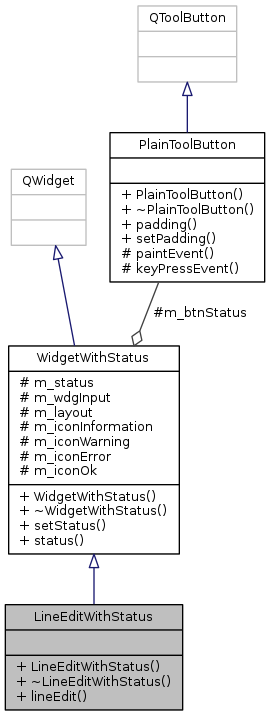 QToolButton
PlainToolButton
+ PlainToolButton()
+ ~PlainToolButton()
+ padding()
+ setPadding()
# paintEvent()
# keyPressEvent()
QWidget
#m_btnStatus
WidgetWithStatus
# m_status
# m_wdgInput
# m_layout
# m_iconInformation
# m_iconWarning
# m_iconError
# m_iconOk
+ WidgetWithStatus()
+ ~WidgetWithStatus()
+ setStatus()
+ status()
LineEditWithStatus
+ LineEditWithStatus()
+ ~LineEditWithStatus()
+ lineEdit()